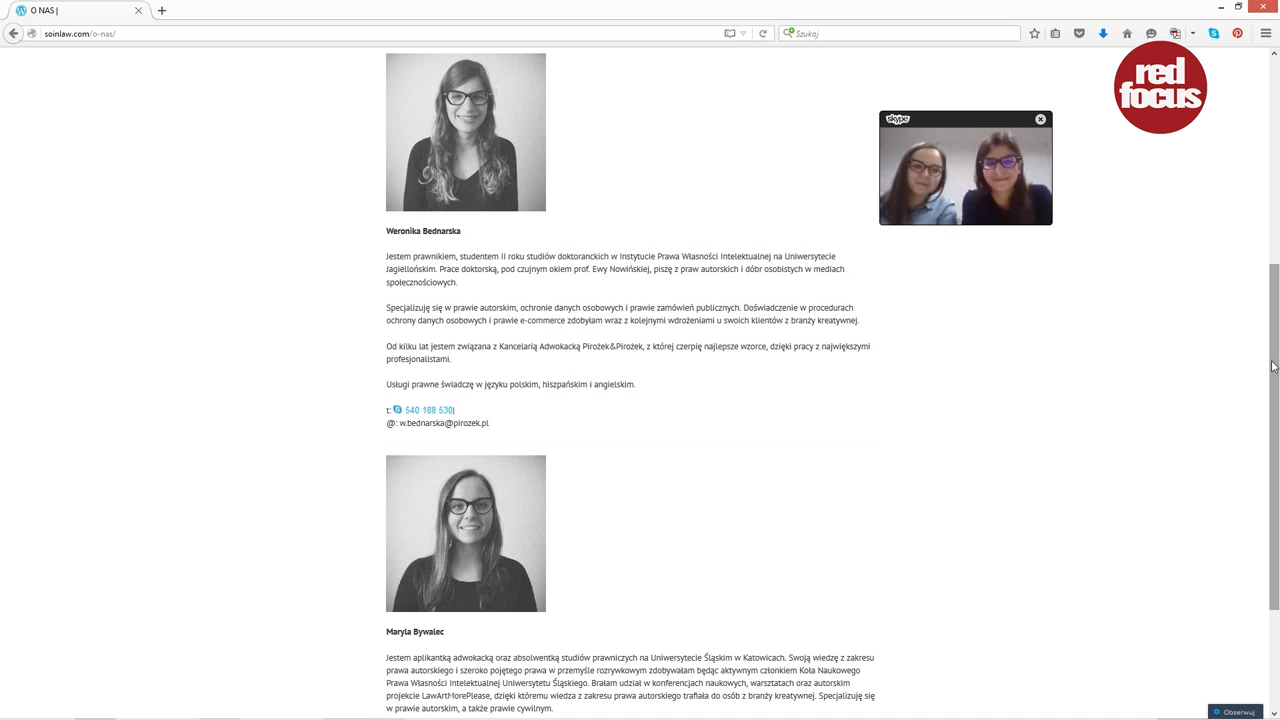 O NAS |
soinlaw.com/o-nas/
Szukaj
red
focus
skype
Weronika Bednarska
Jestem prawnikiem, studentem II roku studiów doktoranckich w Instytucie Prawa Własności Intelektualnej na Uniwersytecie
Jagiellońskim. Prace doktorską, pod czujnym okiem prof. Ewy Nowińskiej, piszę z praw autorskich i dóbr osobistych w mediach
społecznościowych.
Specjalizuję się w prawie autorskim, ochronie danych osobowych i prawie zamówień publicznych. Doświadczenie w procedurach
ochrony danych osobowych i prawie e-commerce zdobyłam wraz z kolejnymi wdrożeniami u swoich klientów z branży kreatywnej.
Od kilku lat jestem związana z Kancelarią Adwokacką Pirożek&Pirożek, z której czerpię najlepsze wzorce, dzięki pracy z największymi
profesjonalistami.
Usługi prawne świadczę w języku polskim, hiszpańskim i angielskim.
t: 540 188 530|
@: w.bednarska@pirozek.pl
Maryla Bywalec
Jestem aplikantką adwokacką oraz absolwentką studiów prawniczych na Uniwersytecie Śląskim w Katowicach. Swoją wiedzę z zakresu
prawa autorskiego i szeroko pojętego prawa w przemyśle rozrywkowym zdobywałam będąc aktywnym członkiem Koła Naukowego
Prawa Własności Intelektualnej Uniwersytetu Śląskiego. Brałam udział w konferencjach naukowych, warsztatach oraz autorskim
projekcie LawArtMorePlease, dzięki któremu wiedza z zakresu prawa autorskiego trafiała do osób z branży kreatywnej. Specjalizuję się
w prawie autorskim, a także prawie cywilnym.
Obserwuj